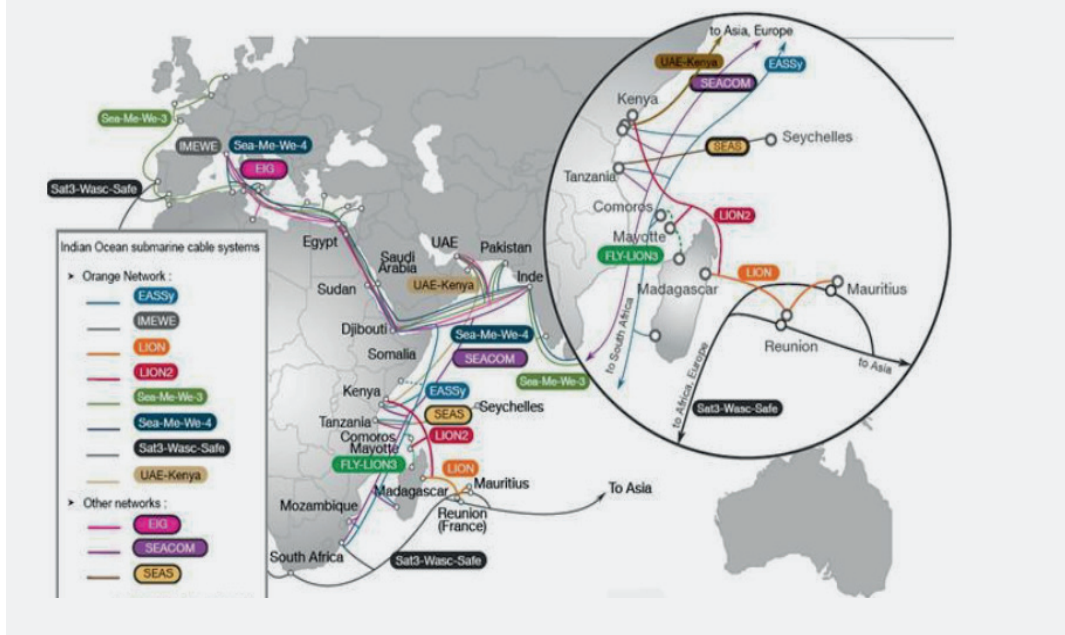 to Asia, Europe
UAE-Kenya
EASSy
SEACOM
Kenya
Seychelles
SEAS
Tanzania
Comoros
LION2
Mayotte
FLY-LION3
LION
Madagascar
Mauritius
Reunion
to South Africa
to Asia
to Africa, Europe
Sat3-Wasc-Safe
Sea-Me-We-3
IMEWE
Sea-Me-We-4
EIG
Sat3-Wasc-Safe
Egypt
UAE
Pakistan
Saudi
Arabia
Inde
UAE-Kenya
Sudan
Djibouti
Sea-Me-We-4
Somalia
SEACOM
Sea-Me-We-3
Kenya
EASSy
SEAS
Seychelles
Tanzania
Comoros
LION2
Mayotte
FLY-LION3
LION
Madagascar
Mauritius
To Asia
Mozambique
Reunion
(France)
South Africa
Sat3-Wasc-Safe
Indian Ocean submarine cable systems
Orange Network :
EASSy
IMEWE
LION
LION2
Sea-Me-We-3
Sea-Me-We-4
Sat3-Wasc-Safe
UAE-Kenya
Other networks :
EIG
SEACOM
SEAS